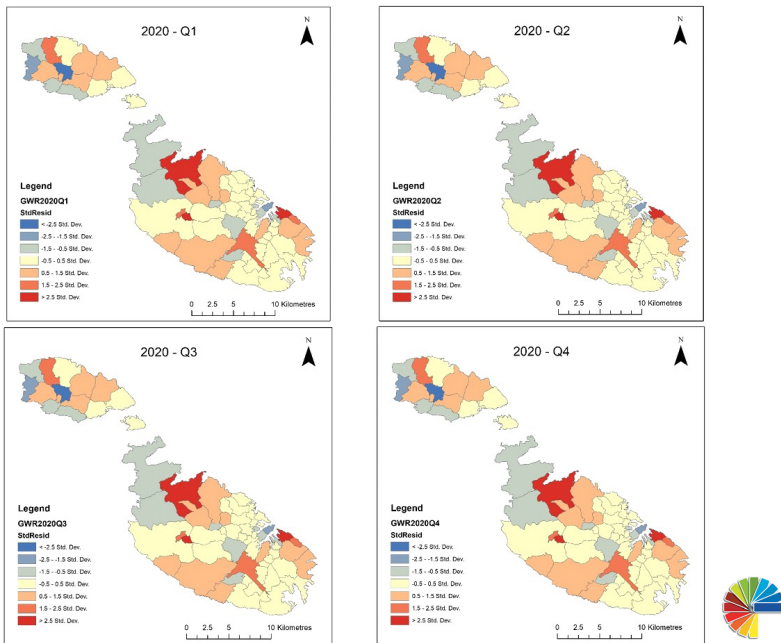 2020 - Q1
N
Legend
GWR2020Q1
StdResid
< -2.5 Std. Dev.
-2.5 - -1.5 Std. Dev.
-1.5 - -0.5 Std. Dev.
-0.5 - 0.5 Std. Dev.
0.5 - 1.5 Std. Dev.
1.5 - 2.5 Std. Dev.
> 2.5 Std. Dev.
0 2.5 5 10 Kilometres
2020 - Q2
N
Legend
GWR2020Q2
StdResid
< -2.5 Std. Dev.
-2.5 - -1.5 Std. Dev.
-1.5 - -0.5 Std. Dev.
-0.5 - 0.5 Std. Dev.
0.5 - 1.5 Std. Dev.
1.5 - 2.5 Std. Dev.
> 2.5 Std. Dev.
0 2.5 5 10 Kilometres
2020 - Q3
N
Legend
GWR2020Q3
StdResid
< -2.5 Std. Dev.
-2.5 - -1.5 Std. Dev.
-1.5 - -0.5 Std. Dev.
-0.5 - 0.5 Std. Dev.
0.5 - 1.5 Std. Dev.
1.5 - 2.5 Std. Dev.
> 2.5 Std. Dev.
0 2.5 5 10 Kilometres
2020 - Q4
N
Legend
GWR2020Q4
StdResid
< -2.5 Std. Dev.
-2.5 - -1.5 Std. Dev.
-1.5 - -0.5 Std. Dev.
-0.5 - 0.5 Std. Dev.
0.5 - 1.5 Std. Dev.
1.5 - 2.5 Std. Dev.
> 2.5 Std. Dev.
0 2.5 5 10 Kilometres